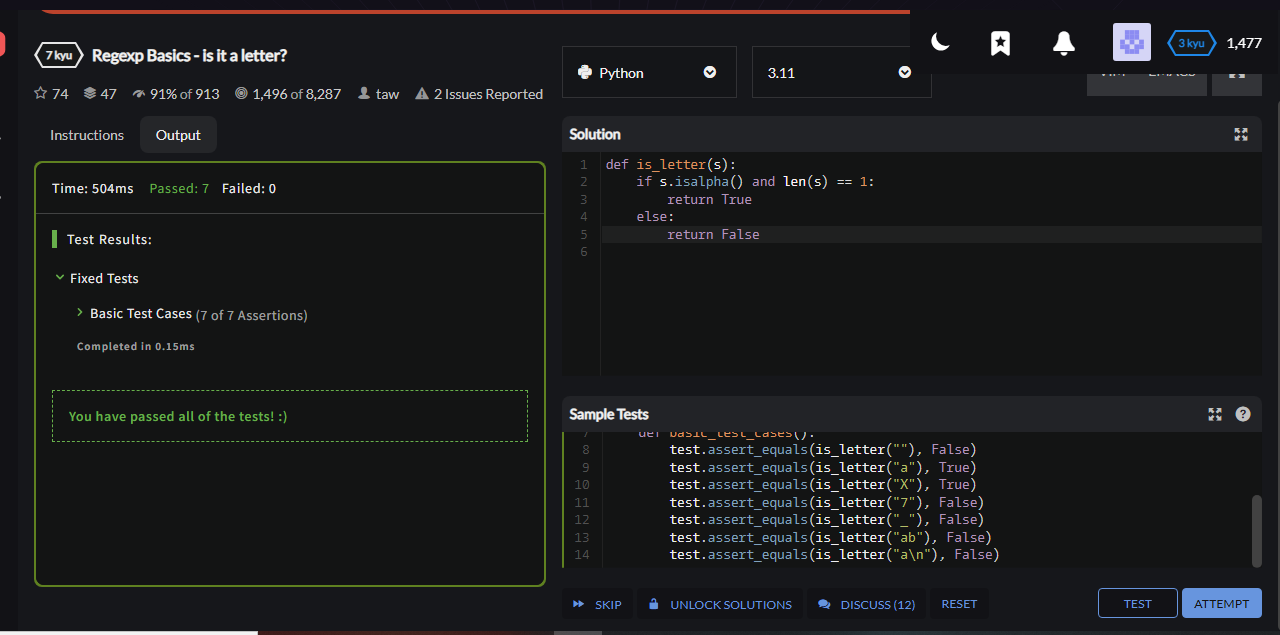 7 kyu Regexp Basics - is it a letter?
74 47 91% of 913 1,496 of 8,287 taw 2 Issues Reported
Instructions Output
Time: 504ms Passed: 7 Failed: 0
Test Results:
Fixed Tests
Basic Test Cases (7 of 7 Assertions)
Completed in 0.15ms
You have passed all of the tests! :)
Python 3.11
3 kyu 1,477
VIM EMACS
Solution
1 def is_letter(s):
2 if s.isalpha() and len(s) == 1:
3 return True
4 else:
5 return False
6
Sample Tests
7 def basic_test_cases():
8 test.assert_equals(is_letter(""), False)
9 test.assert_equals(is_letter("a"), True)
10 test.assert_equals(is_letter("X"), True)
11 test.assert_equals(is_letter("7"), False)
12 test.assert_equals(is_letter("_"), False)
13 test.assert_equals(is_letter("ab"), False)
14 test.assert_equals(is_letter("a\n"), False)
SKIP UNLOCK SOLUTIONS DISCUSS (12) RESET TEST ATTEMPT